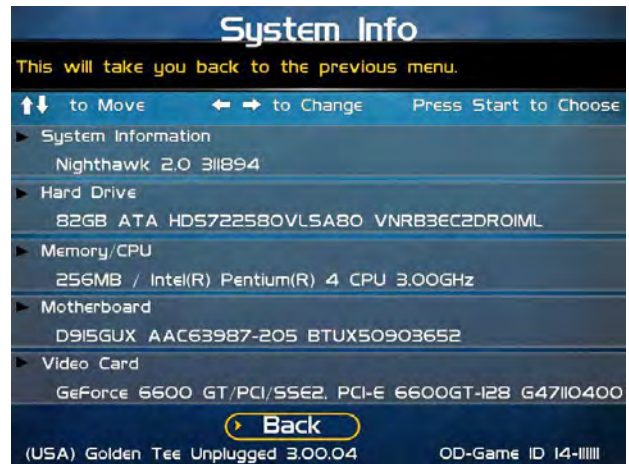 System Info
This will take you back to the previous menu.
to Move to Change Press Start to Choose
System Information
Nighthawk 2.0 311894
Hard Drive
82GB ATA HDS722580VLSA80 VNRB3EC2DR01ML
Memory/CPU
256MB / Intel(R) Pentium(R) 4 CPU 3.00GHz
Motherboard
D915GUX AAC63987-205 BTUX50903652
Video Card
GeForce 6600 GT/PCI/SSE2, PCI-E 6600GT-128 G47110400
Back
(USA) Golden Tee Unplugged 3.00.04 OD-Game ID 14-111111